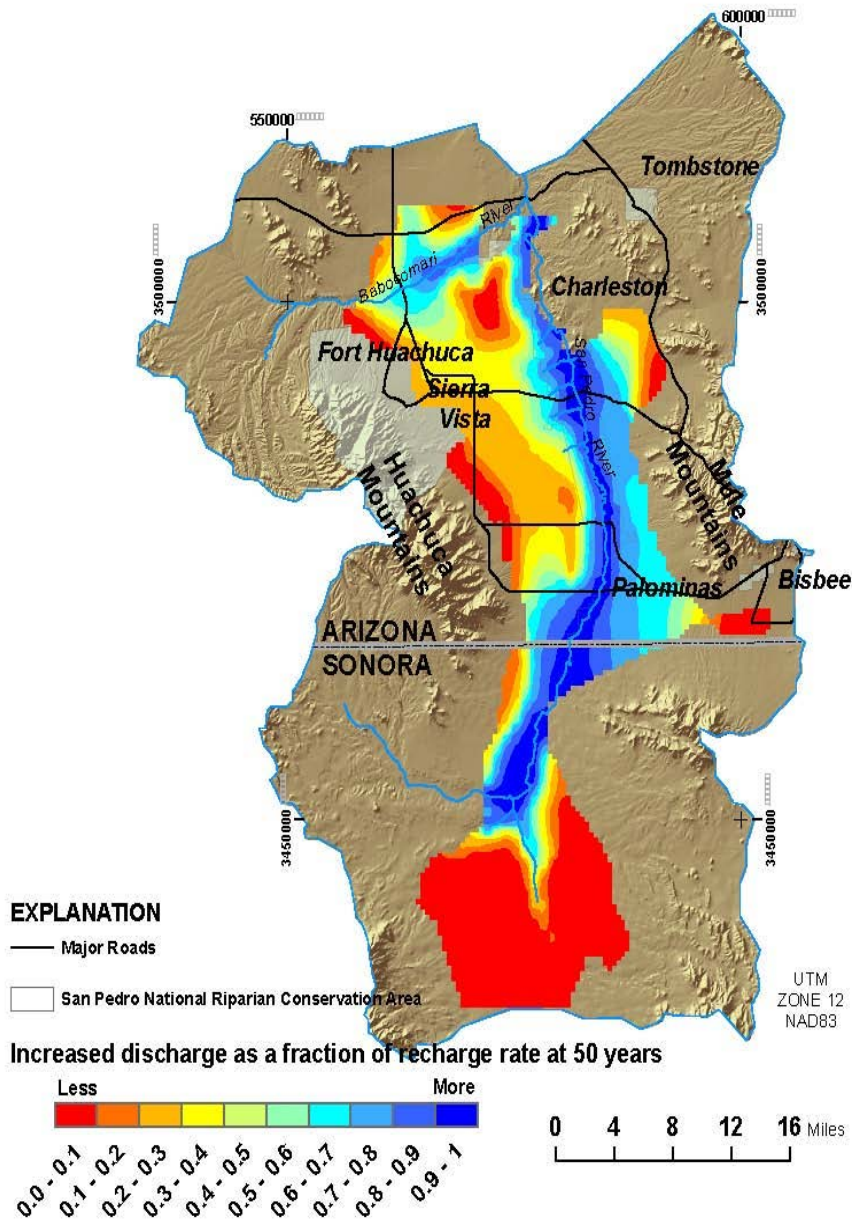 600000
550000
Tombstone
River
Babocomari
3500000
3500000
Charleston
Fort Huachuca
San Pedro
Sierra
Vista
River
Huachuca
Mountains
Mule
Mountains
Palominas
Bisbee
ARIZONA
SONORA
3450000
3450000
EXPLANATION
Major Roads
San Pedro National Riparian Conservation Area
UTM
ZONE 12
NAD83
Increased discharge as a fraction of recharge rate at 50 years
Less More
0.0 - 0.1
0.1 - 0.2
0.2 - 0.3
0.3 - 0.4
0.4 - 0.5
0.5 - 0.6
0.6 - 0.7
0.7 - 0.8
0.8 - 0.9
0.9 - 1
0 4 8 12 16 Miles